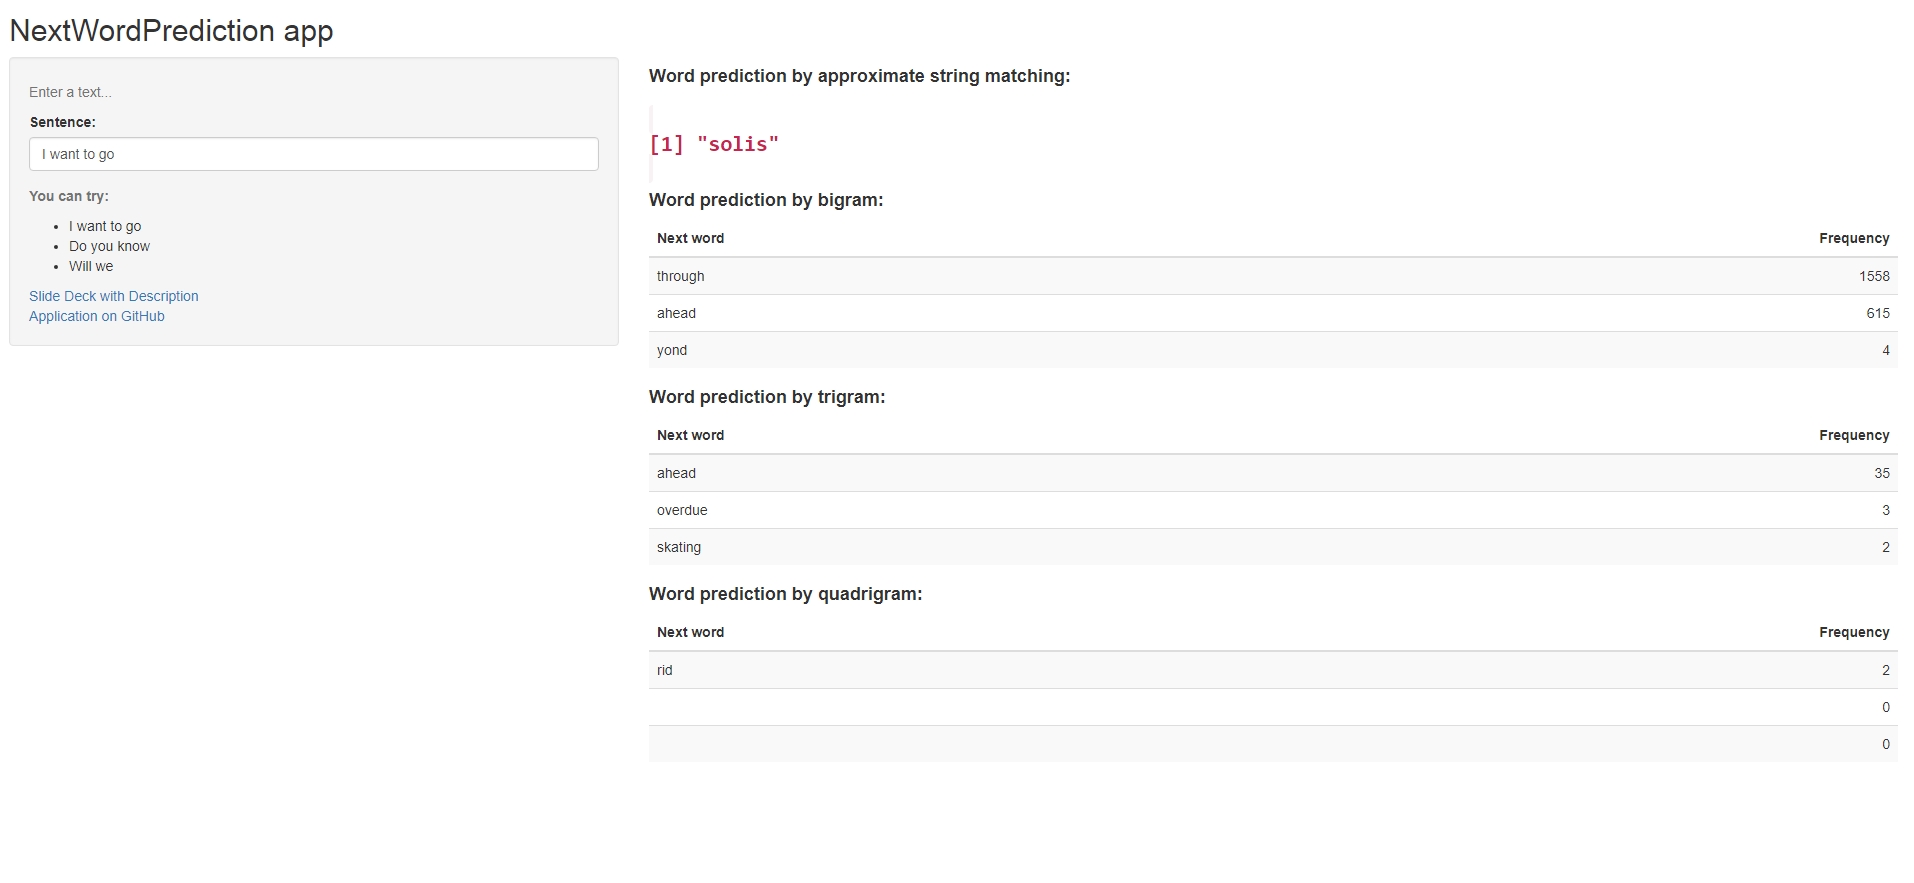 NextWordPrediction app
Enter a text...
Sentence:
I want to go
You can try:
I want to go
Do you know
Will we
Slide Deck with Description
Application on GitHub
Word prediction by approximate string matching:
[1] "solis"
Word prediction by bigram:
Next word Frequency
through 1558
ahead 615
yond 4
Word prediction by trigram:
Next word Frequency
ahead 35
overdue 3
skating 2
Word prediction by quadrigram:
Next word Frequency
rid 2
0
0